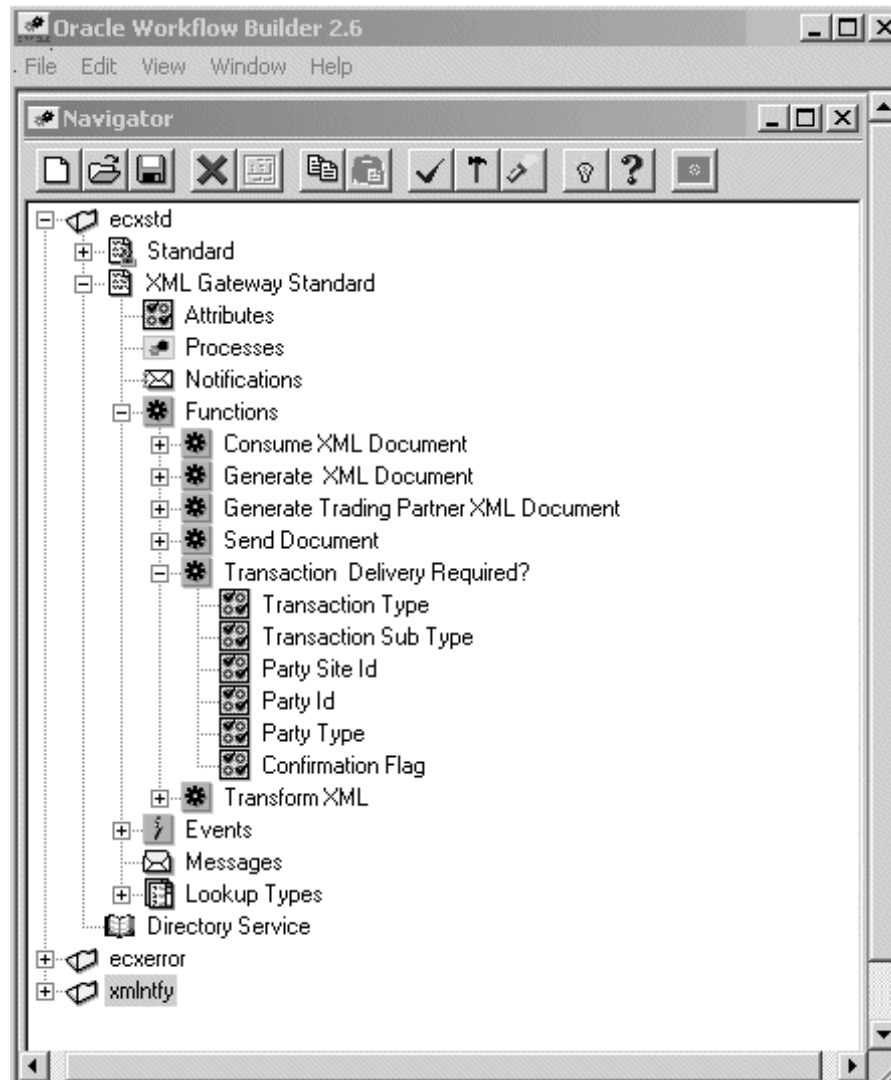 Oracle Workflow Builder 2.6
File Edit View Window Help
Navigator
ecxstd
Standard
XML Gateway Standard
Attributes
Processes
Notifications
Functions
Consume XML Document
Generate XML Document
Generate Trading Partner XML Document
Send Document
Transaction Delivery Required?
Transaction Type
Transaction Sub Type
Party Site Id
Party Id
Party Type
Confirmation Flag
Transform XML
Events
Messages
Lookup Types
Directory Service
ecxerror
xmlntfy